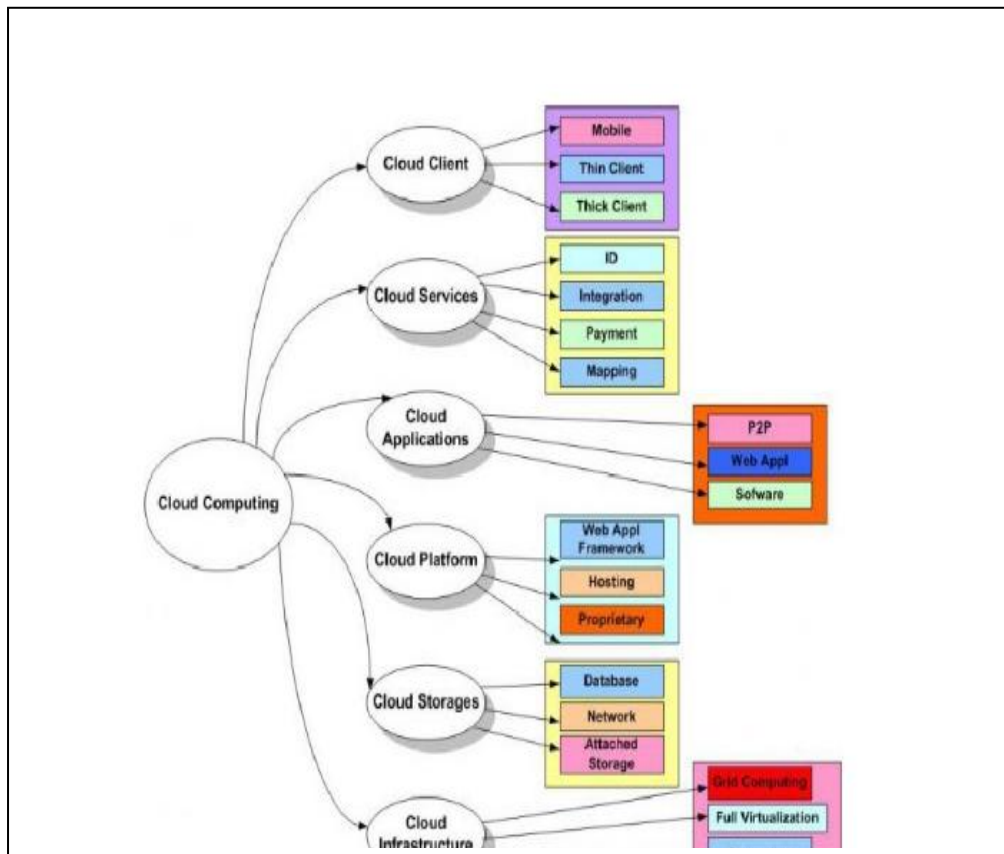 Mobile
Cloud Client
Thin Client
Thick Client
ID
Cloud Services
Integration
Payment
Mapping
Cloud
Applications
P2P
Web Appl
Sofware
Cloud Computing
Web Appl
Framework
Cloud Platform
Hosting
Proprietary
Database
Cloud Storages
Network
Attached
Storage
Grid Computing
Full Virtualization
Cloud
Infrastructure